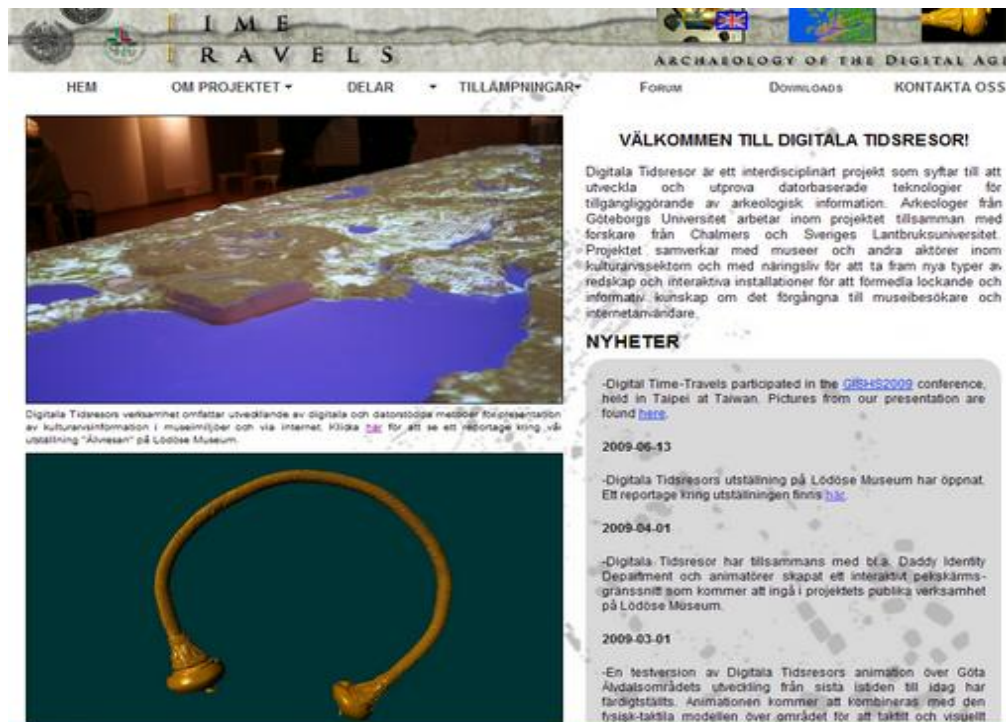 TIME
TRAVELS
ARCHAEOLOGY OF THE DIGITAL AGE
HEM
OM PROJEKTET
DELAR
TILLÄMPNINGAR
FORUM
DOWNLOADS
KONTAKTA OSS
VÄLKOMMEN TILL DIGITALA TIDSRESOR!
Digitala Tidsresor är ett interdisciplinärt projekt som syftar till att
utveckla och utprova datorbaserade teknologier för
tillgängliggörande av arkeologisk information. Arkeologer från
Göteborgs Universitet arbetar inom projektet tillsamman med
forskare från Chalmers och Sveriges Lantbruksuniversitet.
Projektet samverkar med museer och andra aktörer inom
kulturarvssektorn och med näringsliv för att ta fram nya typer av
redskap och interaktiva installationer för att förmedla lockande och
informativ kunskap om det förgångna till museibesökare och
internetanvändare.
Digitala Tidsresors verksamhet omfattar utvecklande av digitala och datorstödda metoder för presentation
av kulturarvsinformation i museimiljöer och via internet. Klicka här för att se ett reportage kring vår
utställning "Älvresan" på Lödöse Museum.
NYHETER
-Digital Time-Travels participated in the GISHS2009 conference,
held in Taipei at Taiwan. Pictures from our presentation are
found here.
2009-06-13
-Digitala Tidsresors utställning på Lödöse Museum har öppnat.
Ett reportage kring utställningen finns här.
2009-04-01
-Digitala Tidsresor har tillsammans med bl.a. Daddy Identity
Department och animatörer skapat ett interaktivt pekskärms-
gränssnitt som kommer att ingå i projektets publika verksamhet
på Lödöse Museum.
2009-03-01
-En testversion av Digitala Tidsresors animation över Göta
Älvdalsområdets utveckling från sista istiden till idag har
färdigställts. Animationen kommer att kombineras med den
fysisk-taktila modellen över området för att taktilt och visuellt